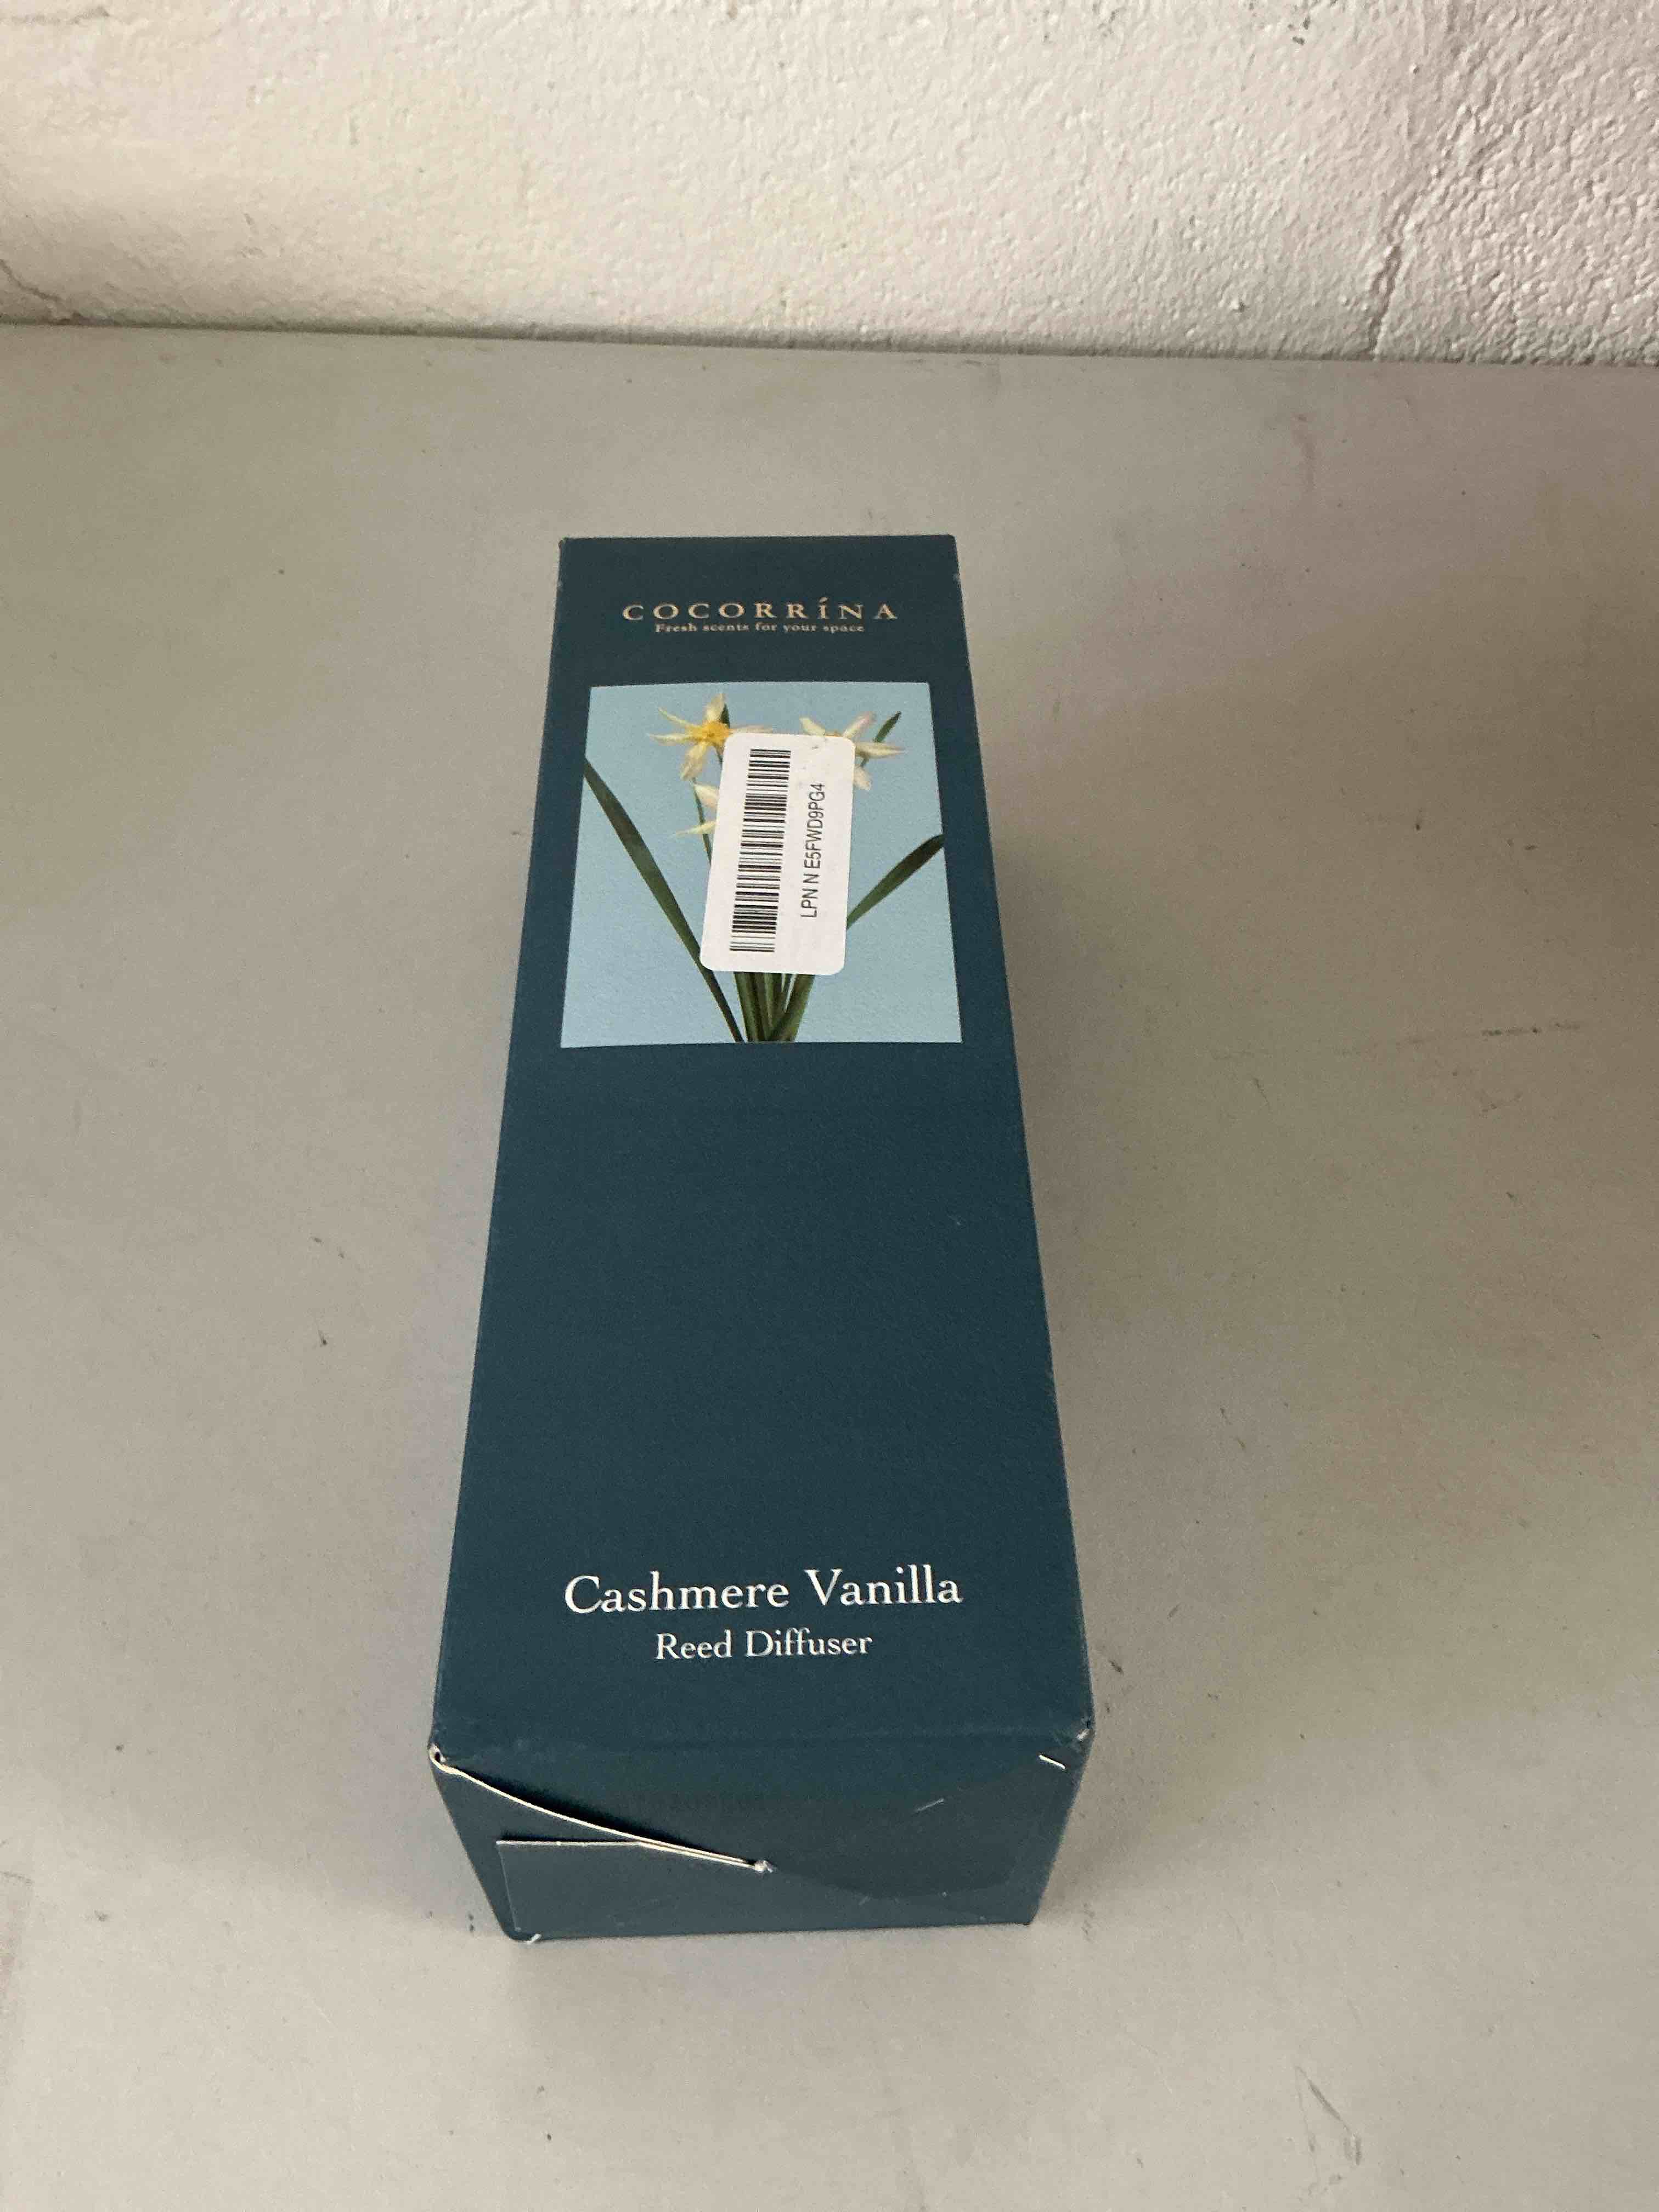 COCORRíNA
Fresh scents for your space
LPN N E5FWD9PG4
Cashmere Vanilla
Reed Diffuser